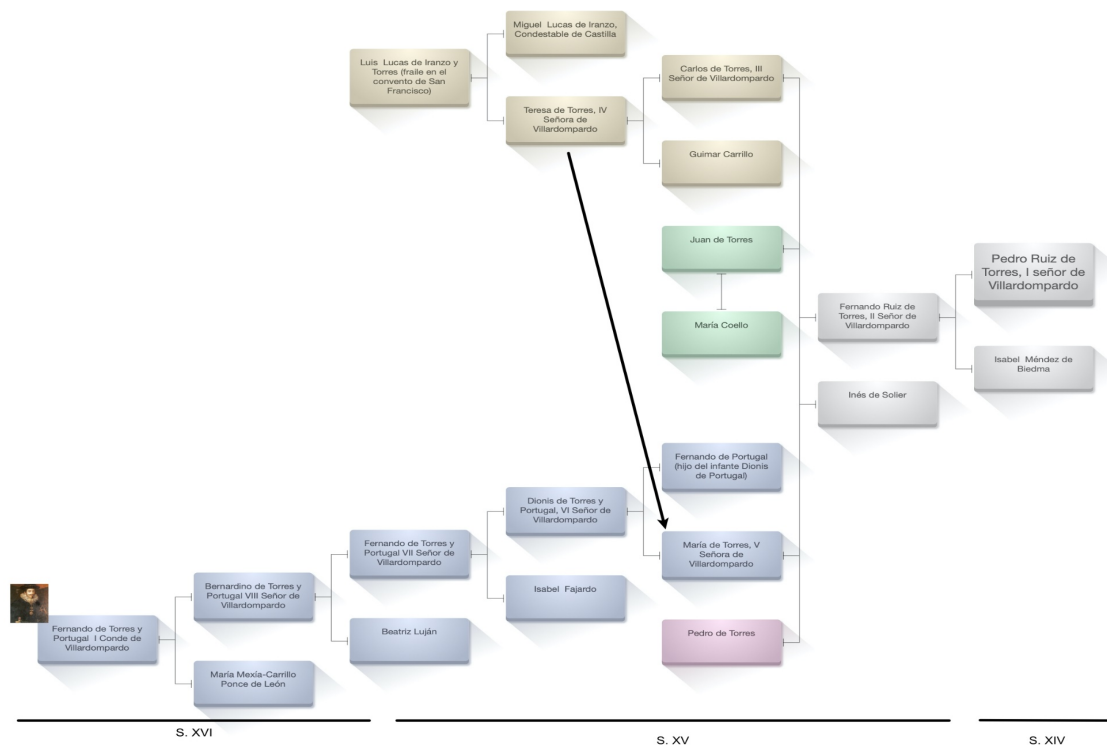 Miguel Lucas de Iranzo,
Condestable de Castilla
Luis Lucas de Iranzo y
Torres (fraile en el
convento de San
Francisco)
Carlos de Torres, III
Señor de Villardompardo
Teresa de Torres, IV
Señora de
Villardompardo
Guimar Carrillo
Juan de Torres
María Coello
Pedro Ruiz de
Torres, I señor de
Villardompardo
Fernando Ruiz de
Torres, II Señor de
Villardompardo
Isabel Méndez de
Biedma
Inés de Solier
Fernando de Portugal
(hijo del infante Dionis
de Portugal)
Dionis de Torres y
Portugal, VI Señor de
Villardompardo
María de Torres, V
Señora de
Villardompardo
Fernando de Torres y
Portugal VII Señor de
Villardompardo
Isabel Fajardo
Bernardino de Torres y
Portugal VIII Señor de
Villardompardo
Beatriz Luján
Fernando de Torres y
Portugal I Conde de
Villardompardo
Pedro de Torres
María Mexía-Carrillo
Ponce de León
S. XVI
S. XV
S. XIV